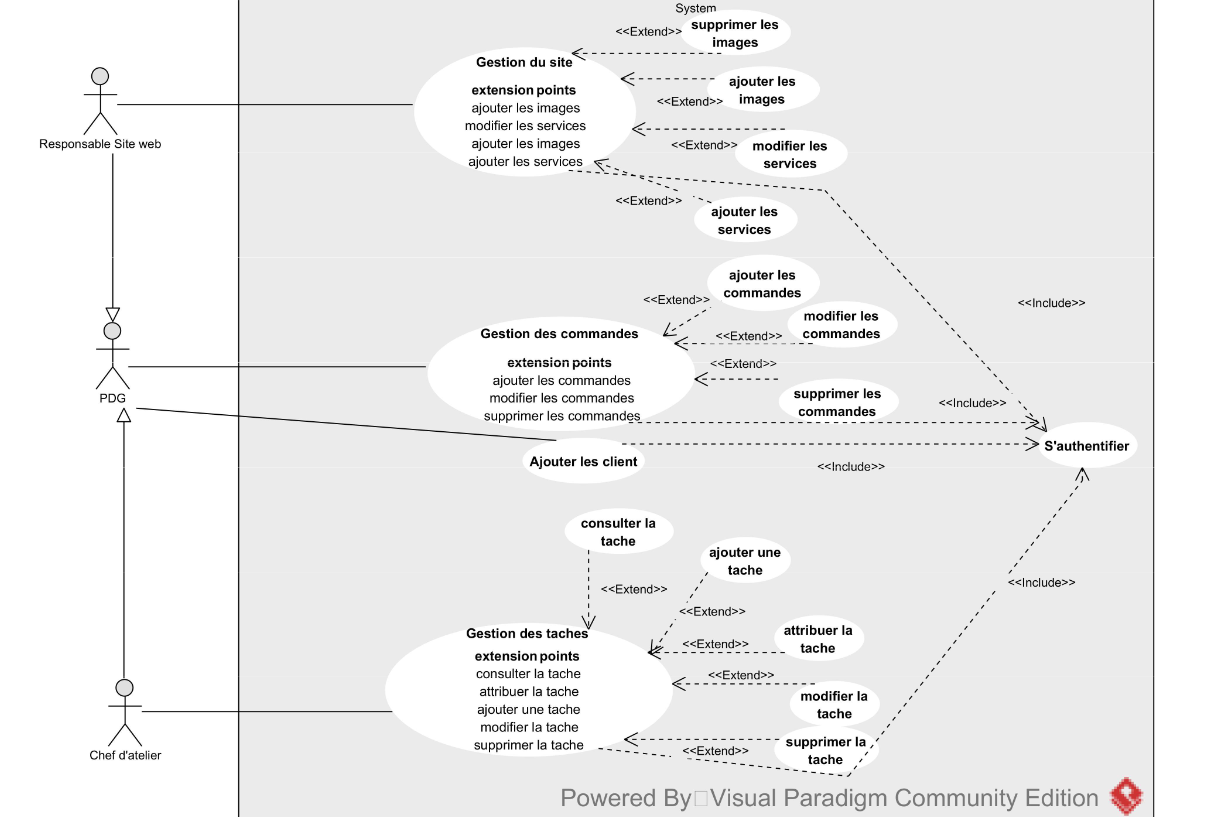 System
<<Extend>>
supprimer les
images
Gestion du site
extension points
ajouter les images
modifier les services
ajouter les images
ajouter les services
ajouter les
images
<<Extend>>
Responsable Site web
<<Extend>>
modifier les
services
<<Extend>>
ajouter les
services
ajouter les
commandes
<<Extend>>
<<Include>>
modifier les
commandes
Gestion des commandes
<<Extend>>
extension points
ajouter les commandes
modifier les commandes
supprimer les commandes
<<Extend>>
PDG
supprimer les
commandes
<<Include>>
S'authentifier
Ajouter les client
<<Include>>
consulter la
tache
ajouter une
tache
<<Extend>>
<<Include>>
<<Extend>>
Gestion des taches
extension points
consulter la tache
attribuer la tache
ajouter une tache
modifier la tache
supprimer la tache
attribuer la
tache
<<Extend>>
<<Extend>>
modifier la
tache
Chef d'atelier
<<Extend>>
supprimer la
tache
Powered By Visual Paradigm Community Edition